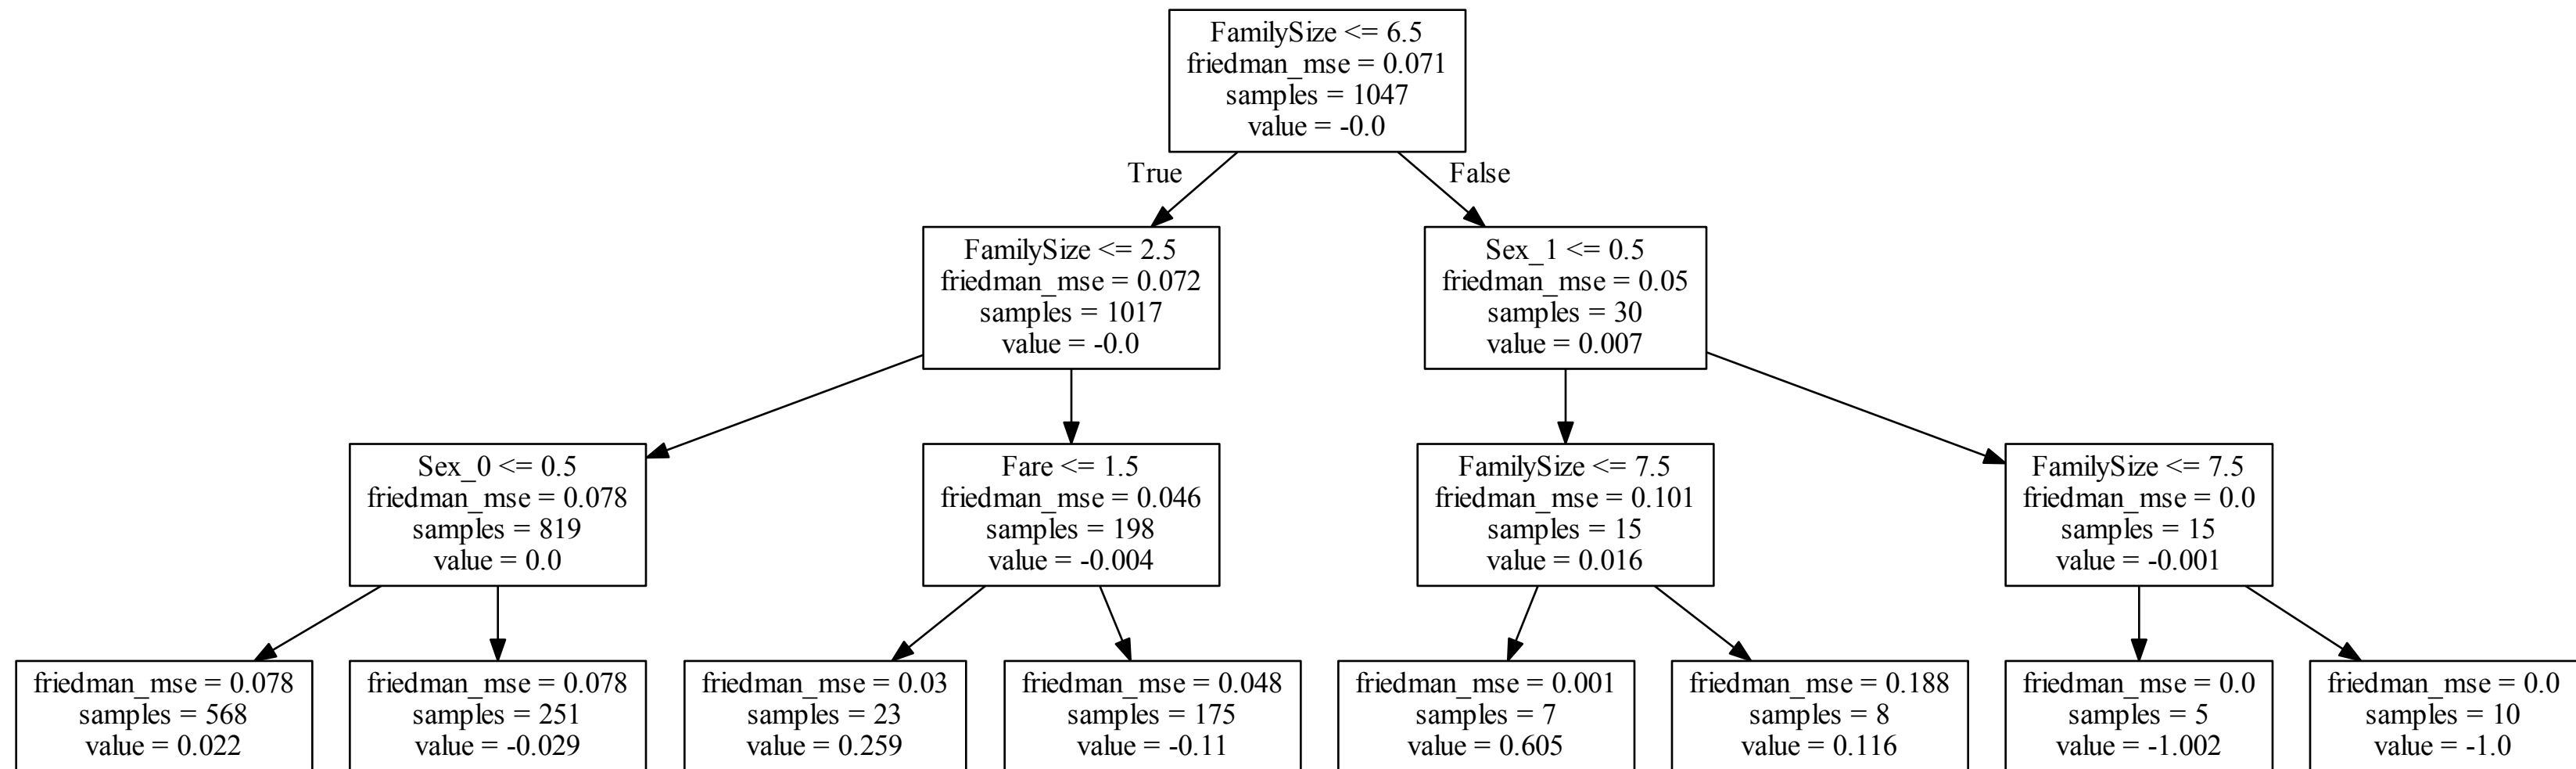 FamilySize <= 6.5
friedman_mse = 0.071
samples = 1047
value = -0.0
True
False
FamilySize <= 2.5
friedman_mse = 0.072
samples = 1017
value = -0.0
Sex_1 <= 0.5
friedman_mse = 0.05
samples = 30
value = 0.007
Sex_0 <= 0.5
friedman_mse = 0.078
samples = 819
value = 0.0
Fare <= 1.5
friedman_mse = 0.046
samples = 198
value = -0.004
FamilySize <= 7.5
friedman_mse = 0.101
samples = 15
value = 0.016
FamilySize <= 7.5
friedman_mse = 0.0
samples = 15
value = -0.001
friedman_mse = 0.078
samples = 568
value = 0.022
friedman_mse = 0.078
samples = 251
value = -0.029
friedman_mse = 0.03
samples = 23
value = 0.259
friedman_mse = 0.048
samples = 175
value = -0.11
friedman_mse = 0.001
samples = 7
value = 0.605
friedman_mse = 0.188
samples = 8
value = 0.116
friedman_mse = 0.0
samples = 5
value = -1.002
friedman_mse = 0.0
samples = 10
value = -1.0